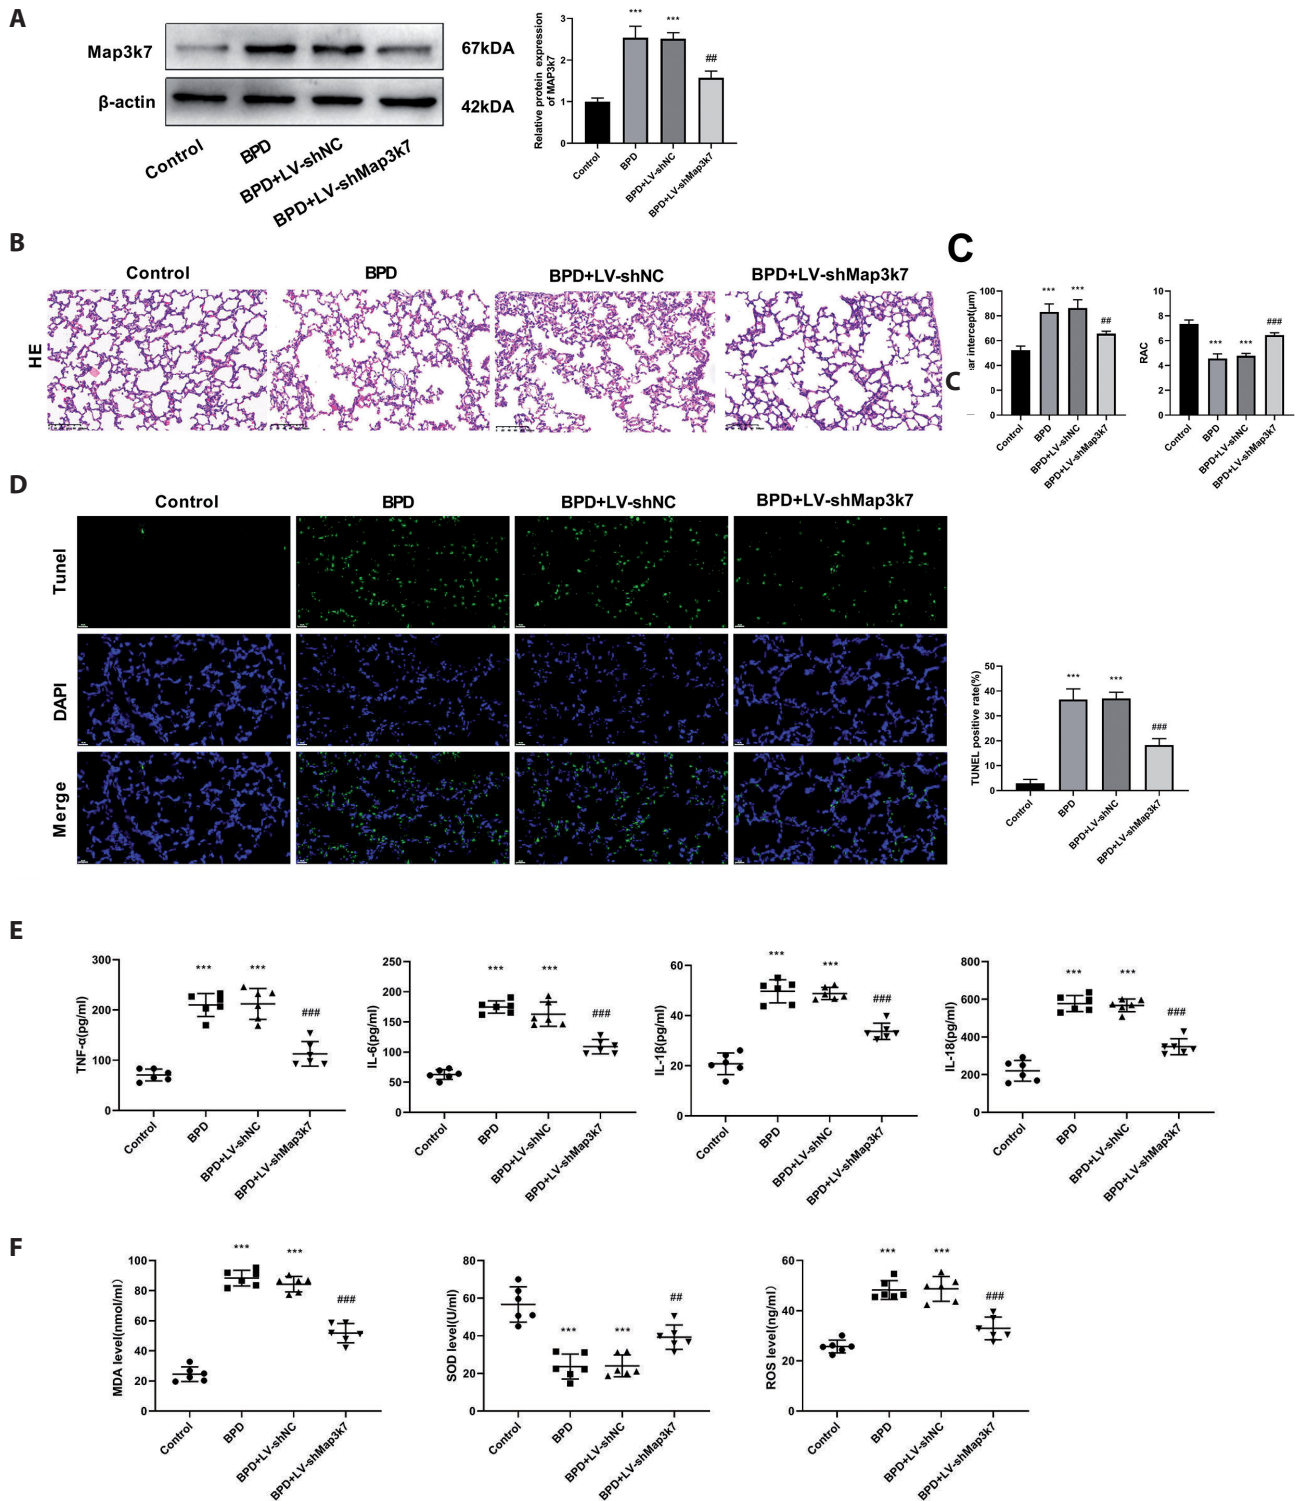 A
Map3k7
67kDA
β-actin
42kDA
Control
BPD
BPD+LV-shNC
BPD+LV-shMap3k7
Relative protein expression
of MAP3k7
3
2
1
0
***
***
##
Control
BPD
BPD+LV-shNC
BPD+LV-shMap3k7
B
Control
BPD
BPD+LV-shNC
BPD+LV-shMap3k7
HE
C
C
ar intercept(μm)
100
80
60
40
20
0
***
***
##
Control
BPD
BPD+LV-shNC
BPD+LV-shMap3k7
RAC
10
8
6
4
2
0
***
***
###
Control
BPD
BPD+LV-shNC
BPD+LV-shMap3k7
D
Control
BPD
BPD+LV-shNC
BPD+LV-shMap3k7
Tunel
DAPI
Merge
TUNEL positive rate(%)
50
40
30
20
10
0
***
***
###
Control
BPD
BPD+LV-shNC
BPD+LV-shMap3k7
E
TNF-α(pg/ml)
300
200
100
0
***
***
###
Control
BPD
BPD+LV-shNC
BPD+LV-shMap3k7
IL-6(pg/ml)
250
200
150
100
50
0
***
***
###
Control
BPD
BPD+LV-shNC
BPD+LV-shMap3k7
IL-1β(pg/ml)
60
40
20
0
***
***
###
Control
BPD
BPD+LV-shNC
BPD+LV-shMap3k7
IL-18(pg/ml)
800
600
400
200
0
***
***
###
Control
BPD
BPD+LV-shNC
BPD+LV-shMap3k7
F
MDA level(nmol/ml)
100
80
60
40
20
0
***
***
###
Control
BPD
BPD+LV-shNC
BPD+LV-shMap3k7
SOD level(U/ml)
80
60
40
20
0
***
***
##
Control
BPD
BPD+LV-shNC
BPD+LV-shMap3k7
ROS level(ng/ml)
60
40
20
0
***
***
###
Control
BPD
BPD+LV-shNC
BPD+LV-shMap3k7